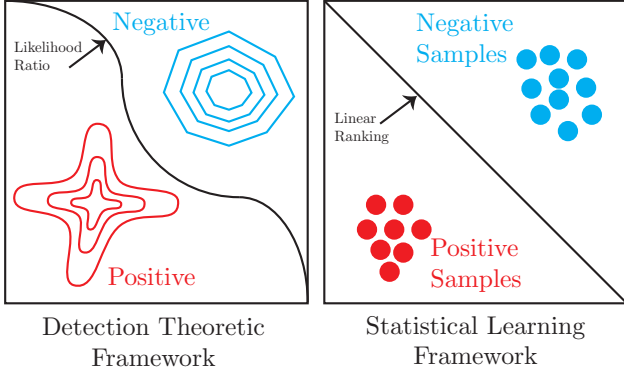 Negative
Likelihood
Ratio
Positive
Detection Theoretic
Framework
Negative
Samples
Linear
Ranking
Positive
Samples
Statistical Learning
Framework